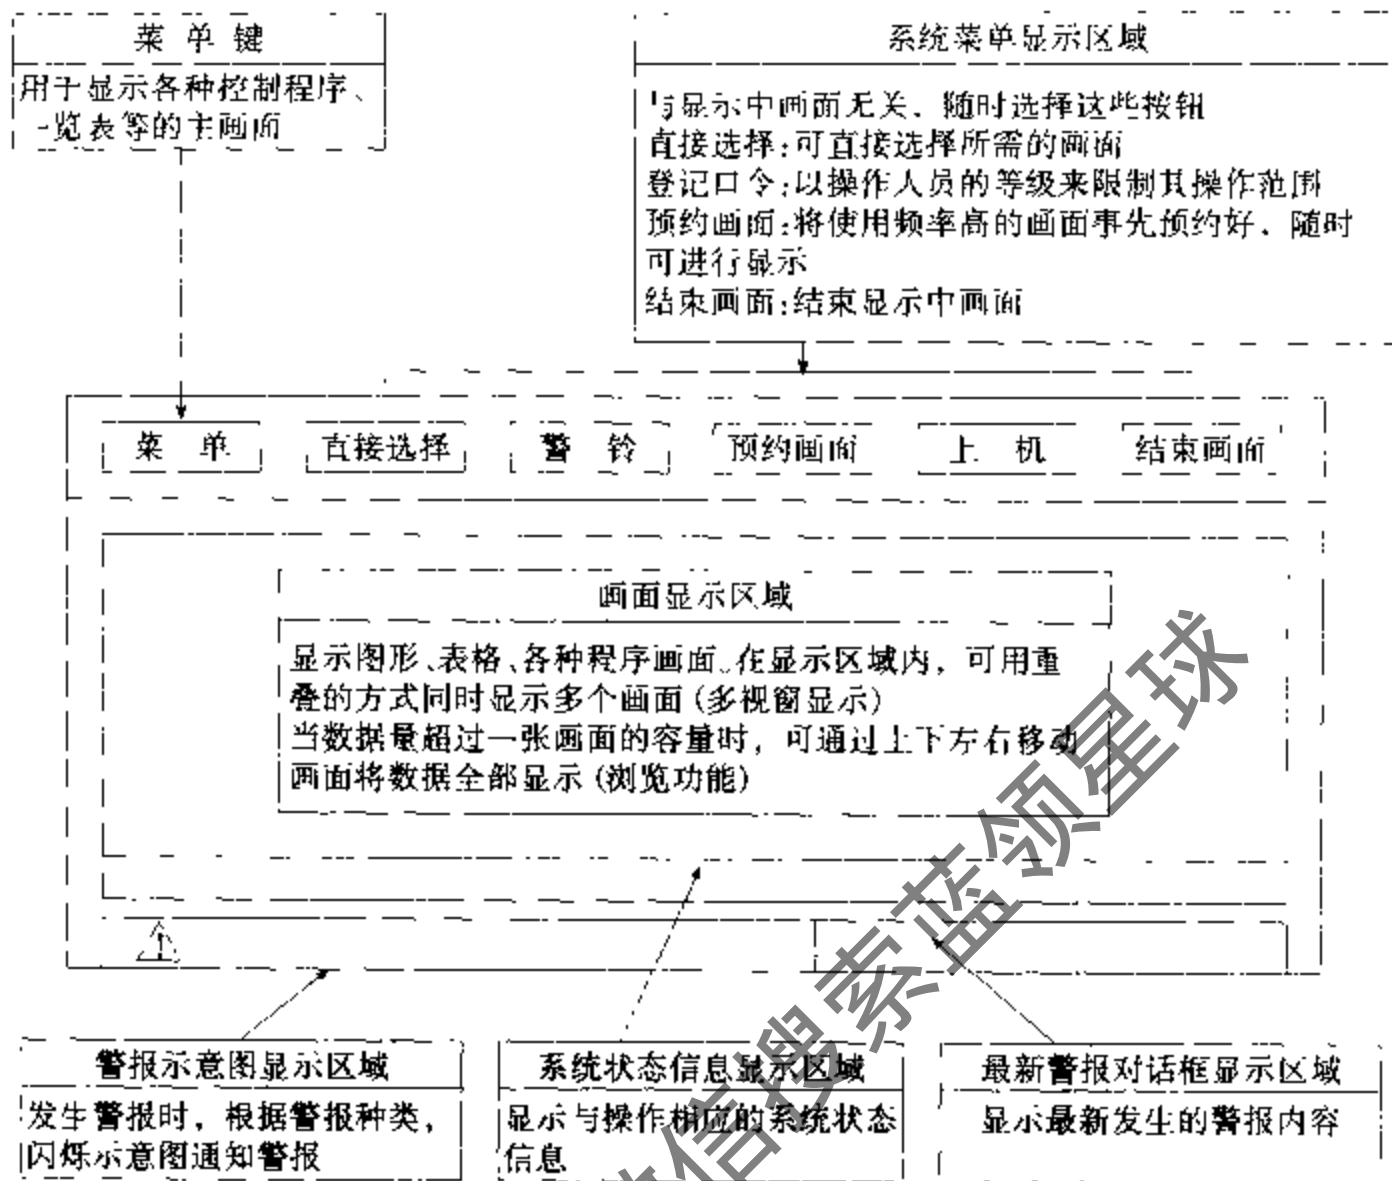 菜单键
用于显示各种控制程序、
一览表等的主画面
系统菜单显示区域
与显示中画面无关，随时选择这些按钮
直接选择:可直接选择所需的画面
登记口令:以操作人员的等级来限制其操作范围
预约画面:将使用频率高的画面事先预约好，随时
可进行显示
结束画面:结束显示中画面
菜单 直接选择 警铃 预约画面 上机 结束画面
画面显示区域
显示图形、表格、各种程序画面。在显示区域内，可用重
叠的方式同时显示多个画面(多视窗显示)
当数据量超过一张画面的容量时，可通过上下左右移动
画面将数据全部显示(浏览功能)
警报示意图显示区域
发生警报时，根据警报种类，
闪烁示意图通知警报
系统状态信息显示区域
显示与操作相应的系统状态
信息
最新警报对话框显示区域
显示最新发生的警报内容
微信搜索蓝领星球